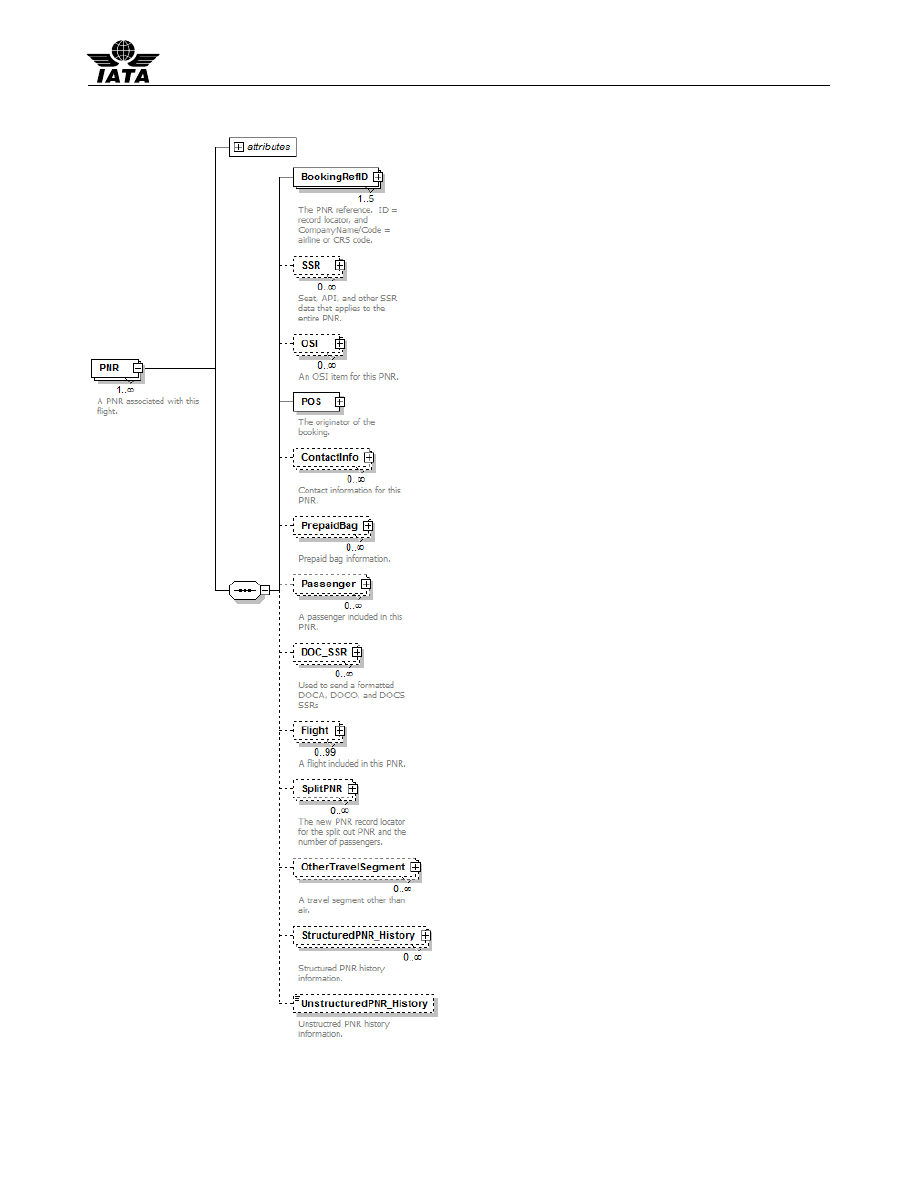 IATA
attributes
BookingRefID
1..5
The PNR reference. ID =
record locator, and
CompanyName/Code =
airline or CRS code.
SSR
0..∞
Seat, API, and other SSR
data that applies to the
entire PNR.
OSI
0..∞
An OSI item for this PNR.
PNR
1..∞
A PNR associated with this
flight.
POS
The originator of the
booking.
ContactInfo
0..∞
Contact information for this
PNR.
PrepaidBag
0..∞
Prepaid bag information.
Passenger
0..∞
A passenger included in this
PNR.
DOC_SSR
0..∞
Used to send a formatted
DOCA, DOCO, and DOCS
SSRs
Flight
0..99
A flight included in this PNR.
SplitPNR
0..∞
The new PNR record locator
for the split out PNR and the
number of passengers.
OtherTravelSegment
0..∞
A travel segment other than
air.
StructuredPNR_History
0..∞
Structured PNR history
information.
UnstructuredPNR_History
Unstuctred PNR history
information.